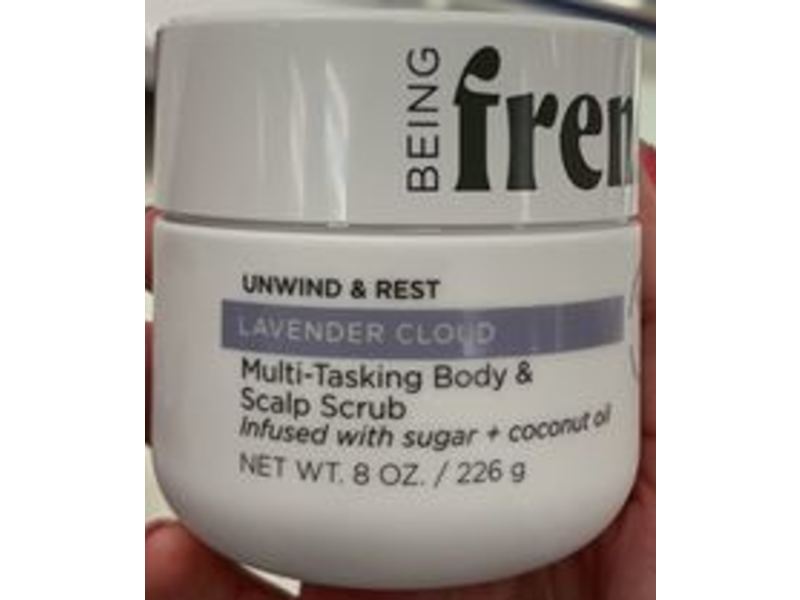 BEING
fren
UNWIND & REST
LAVENDER CLOUD
Multi-Tasking Body &
Scalp Scrub
Infused with sugar + coconut oil
NET WT. 8 OZ. / 226 g